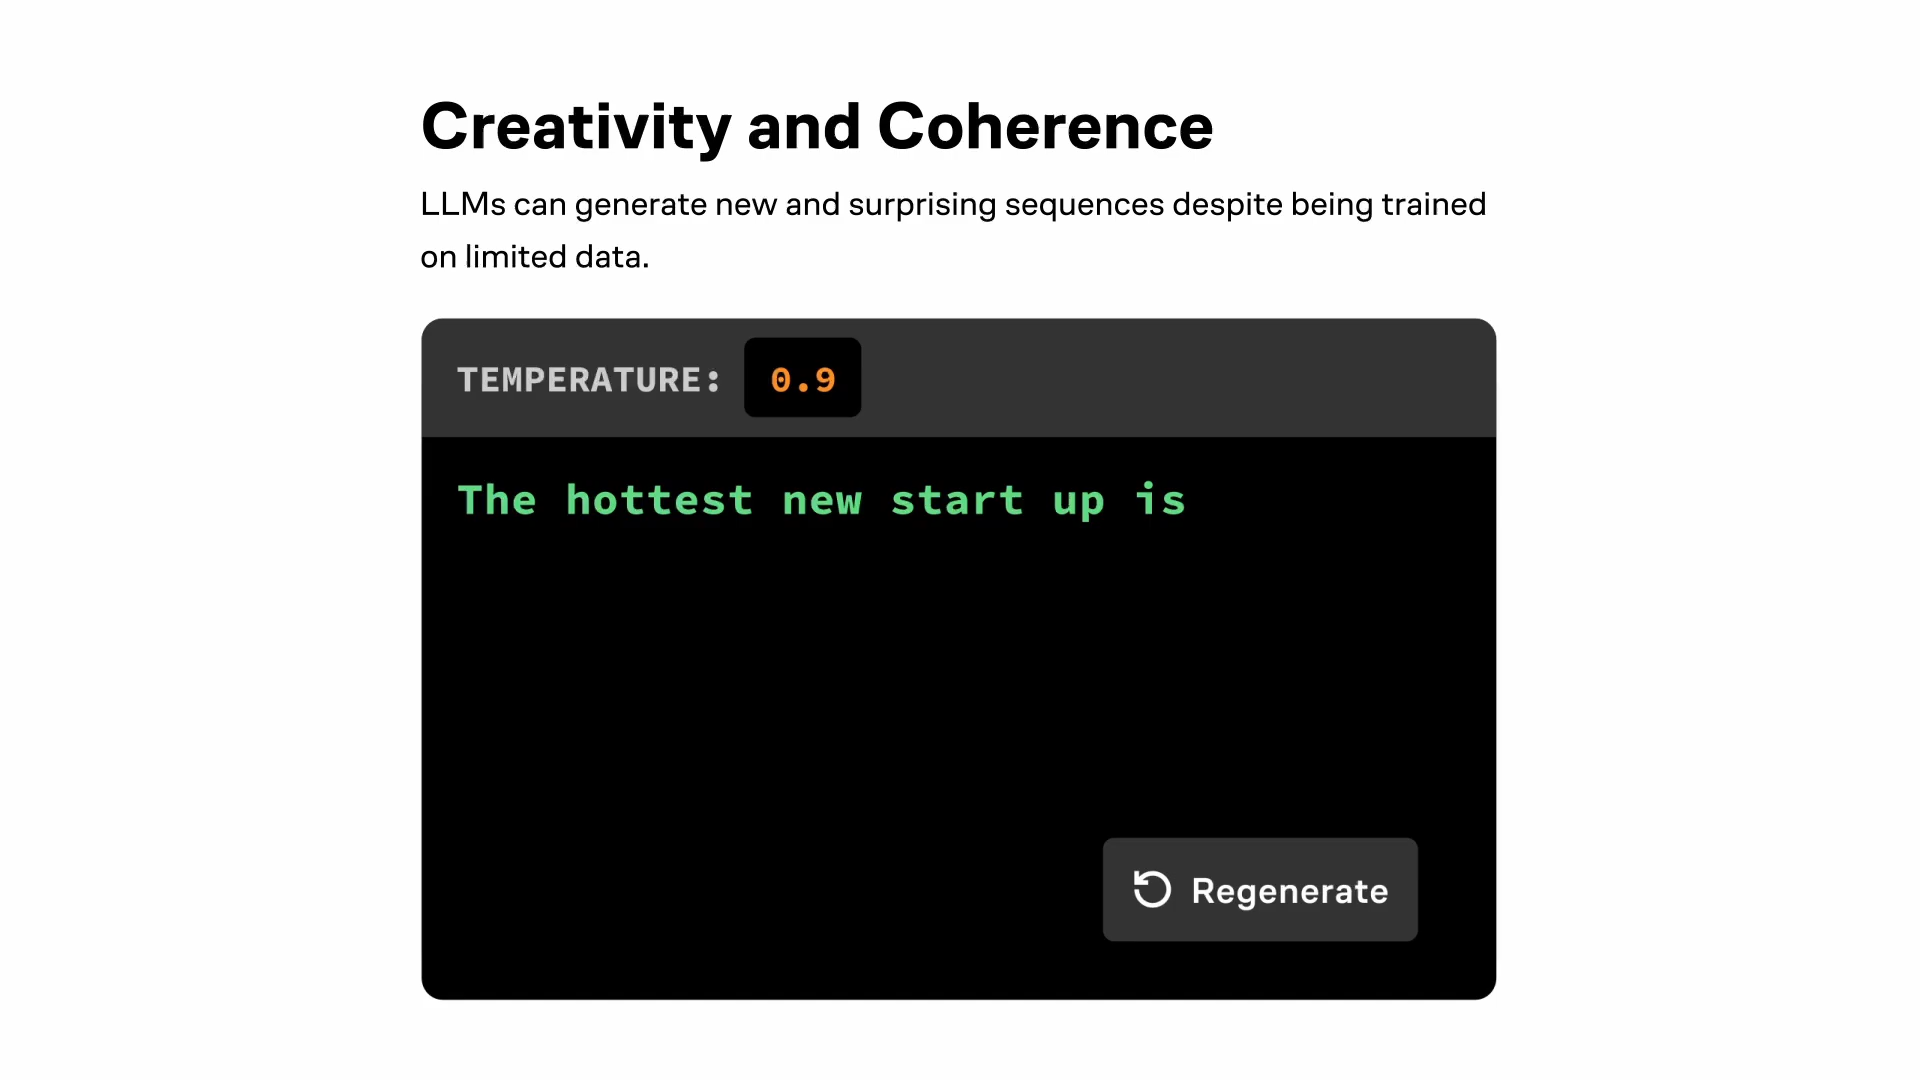 Creativity and Coherence
LLMs can generate new and surprising sequences despite being trained
on limited data.
TEMPERATURE: 0.9
The hottest new start up is
Regenerate